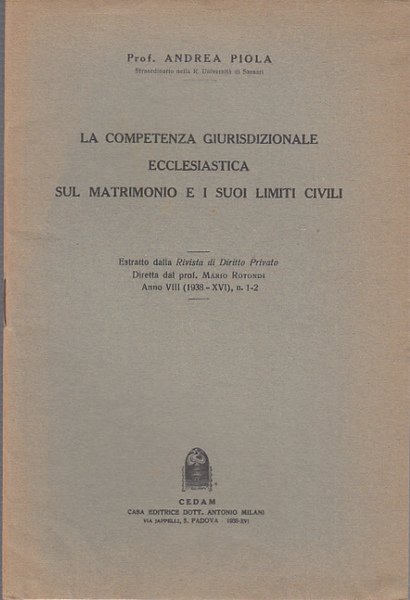 Prof. ANDREA PIOLA
Straordinario nella R. Università di Sassari
LA COMPETENZA GIURISDIZIONALE
ECCLESIASTICA
SUL MATRIMONIO E I SUOI LIMITI CIVILI
Estratto dalla Rivista di Diritto Privato
Diretta dal prof. MARIO ROTONDI
Anno VIII (1938 - XVI), n. 1-2
CEDAM
CASA EDITRICE DOTT. ANTONIO MILANI
VIA JAPPELLI, 5. PADOVA 1938-XVI